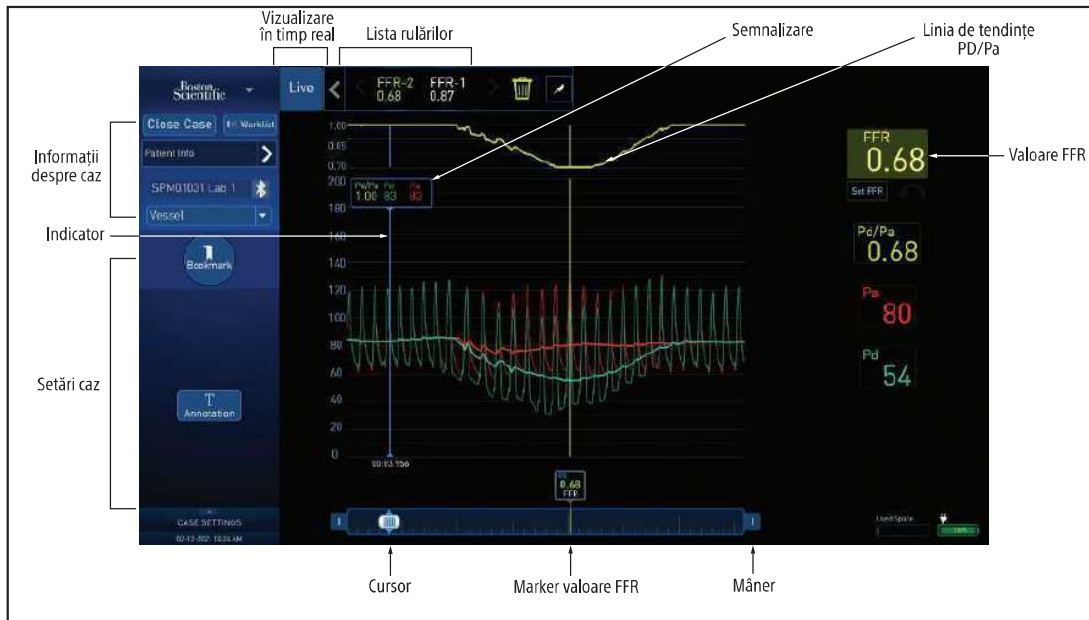 Vizualizare
în timp real
Lista rulărilor
Semnalizare
Linia de tendințe
PD/Pa
Boston
Scientific
Live
FFR-2
0.68
FFR-1
0.87
Close Case
Worklist
Patient Info
SPM01031 Lab 1
Vessel
Bookmark
T
Annotation
CASE SETTINGS
Informații
despre caz
Indicator
Setări caz
1.00
0.85
0.70
200
180
160
140
120
100
80
60
40
20
0
Pd/Pa Pd Pa
1.00 83 83
00:03.956
0.68
FFR
FFR
0.68
Valoare FFR
Set FFR
Pd/Pa
0.68
Pa
80
Pd
54
Used Space
Cursor
Marker valoare FFR
Mâner